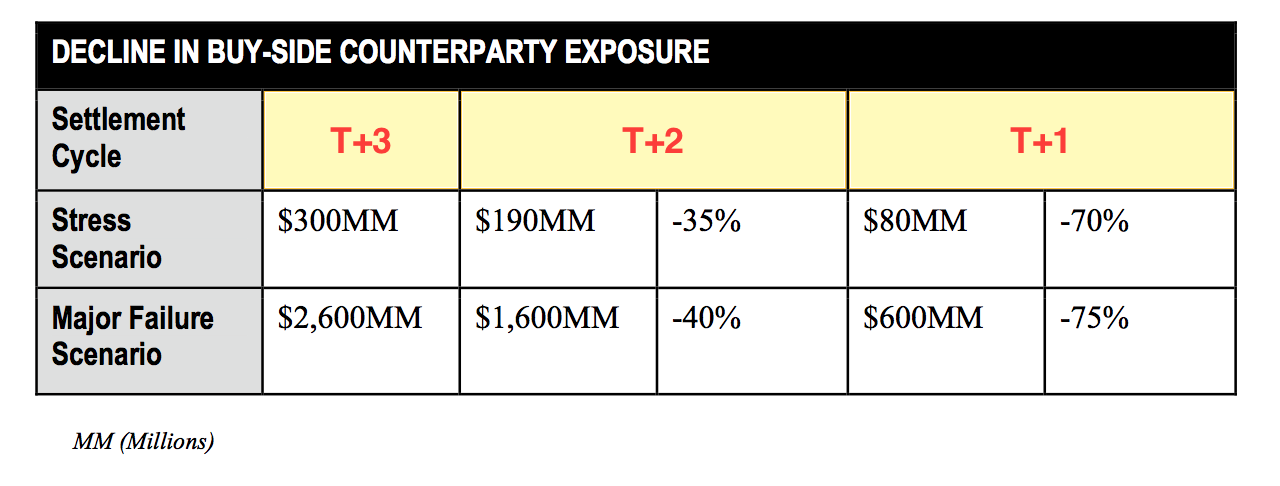 DECLINE IN BUY-SIDE COUNTERPARTY EXPOSURE
Settlement
Cycle
T+3
T+2
T+1
Stress
Scenario
$300MM
$190MM
-35%
$80MM
-70%
Major Failure
Scenario
$2,600MM
$1,600MM
-40%
$600MM
-75%
MM (Millions)